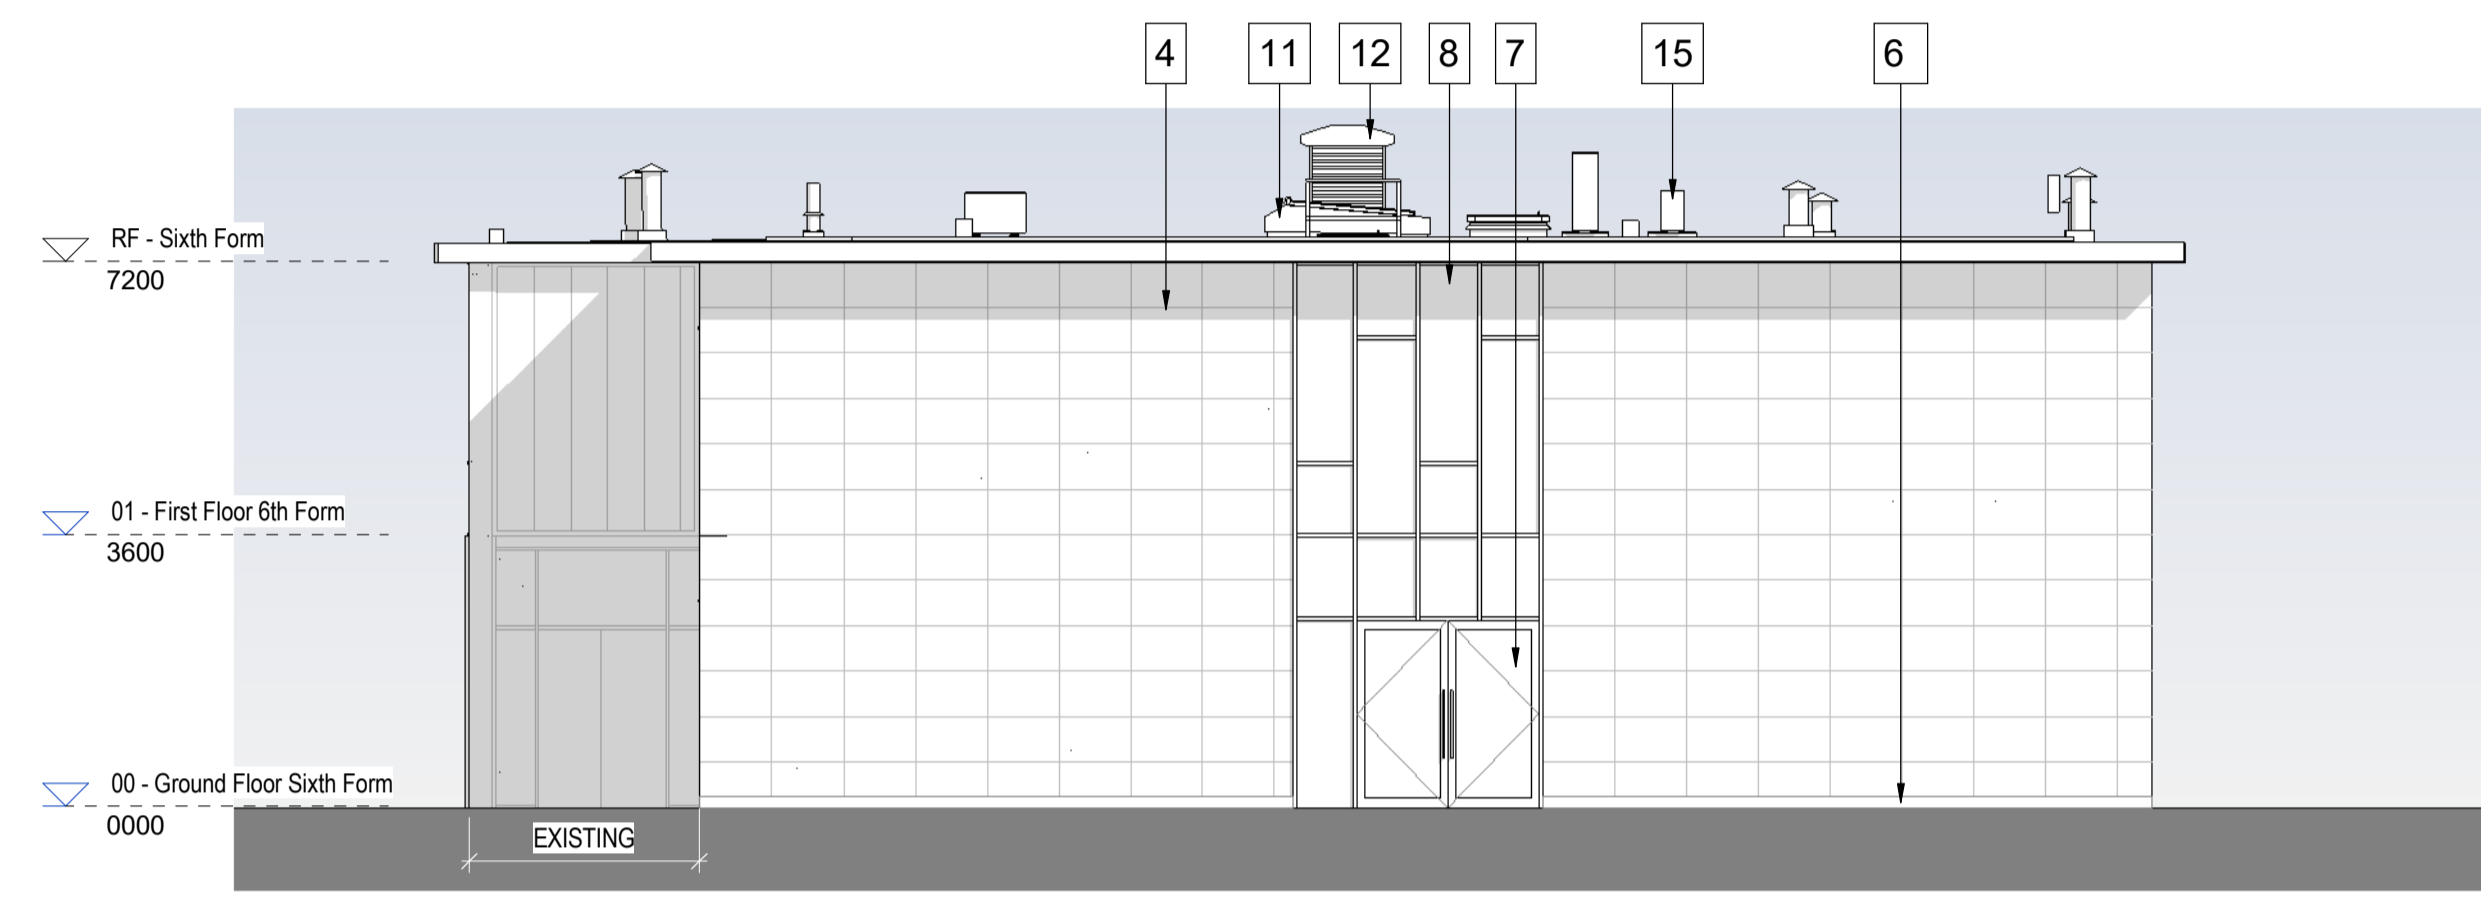 4 11 12 8 7 15 6
RF - Sixth Form
7200
01 - First Floor 6th Form
3600
00 - Ground Floor Sixth Form
0000
EXISTING